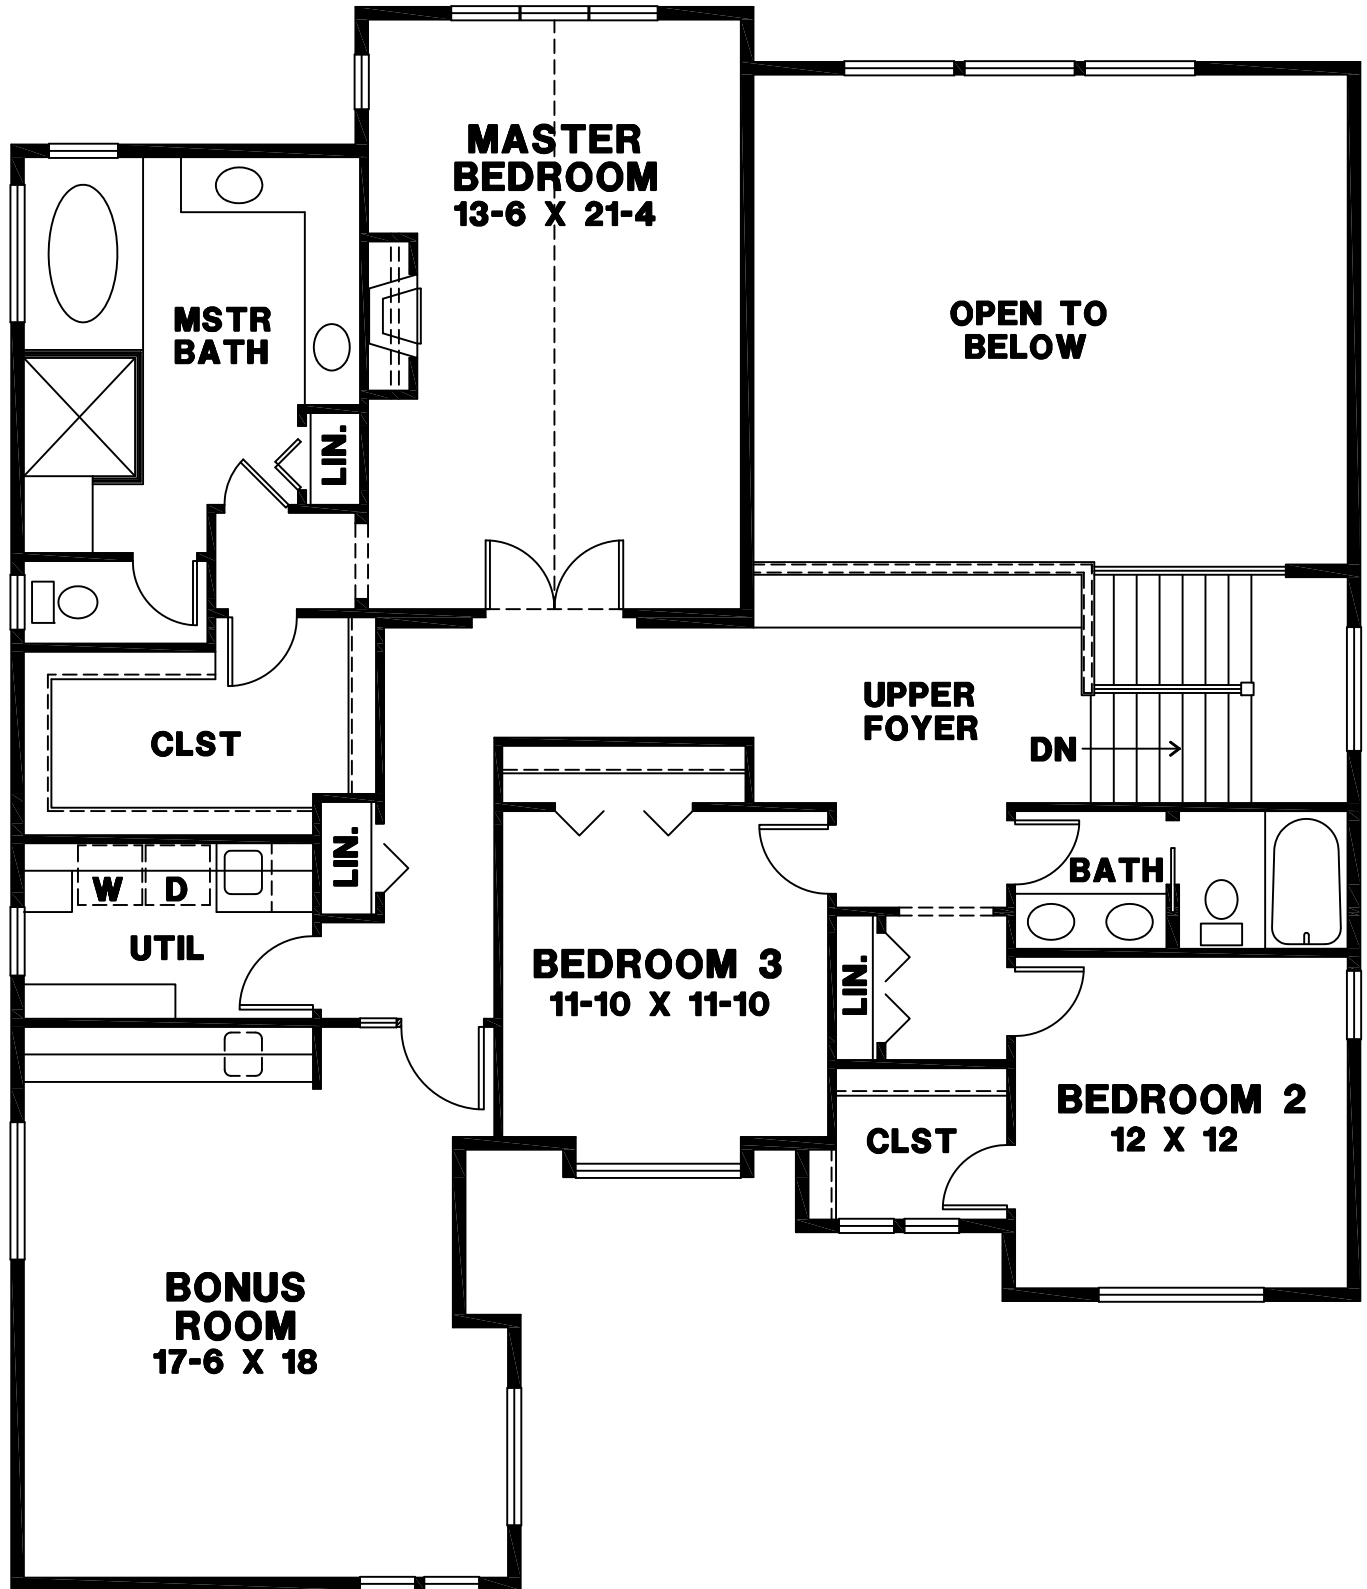 MASTER
BEDROOM
13-6 X 21-4
MSTR
BATH
OPEN TO
BELOW
LIN.
UPPER
FOYER
CLST
DN
LIN.
BATH
W D
UTIL
BEDROOM 3
11-10 X 11-10
LIN.
BEDROOM 2
12 X 12
CLST
BONUS
ROOM
17-6 X 18